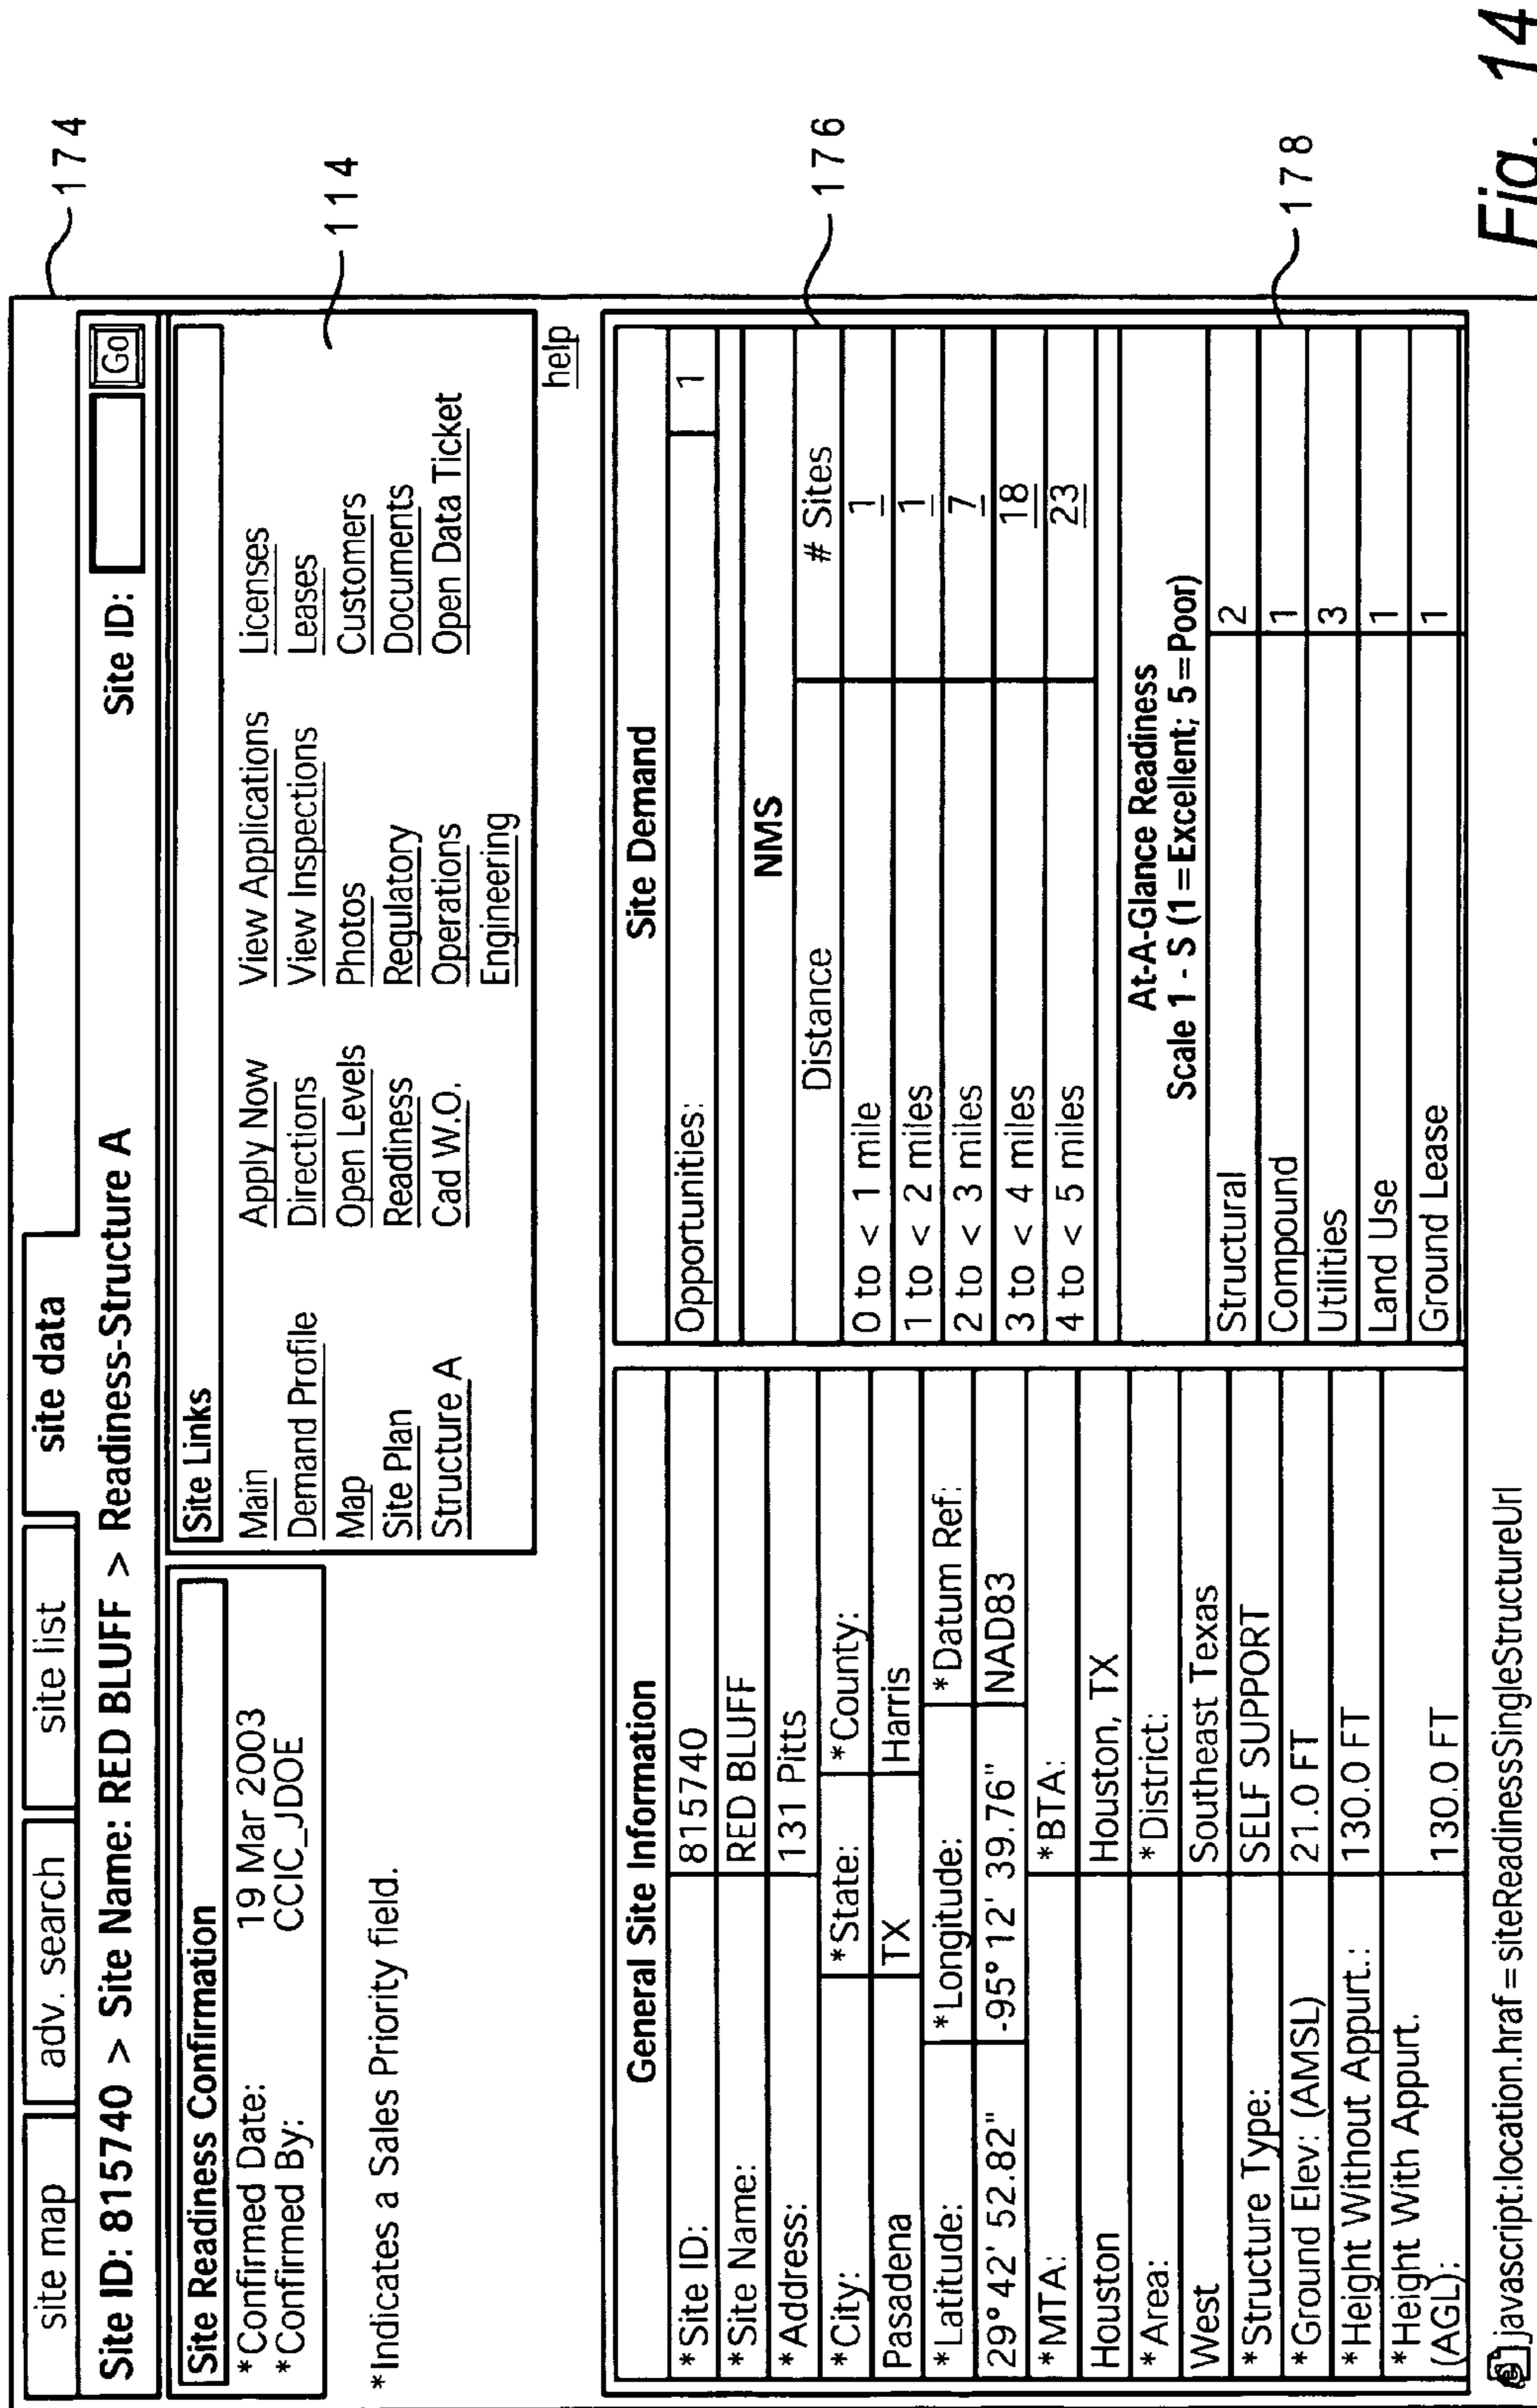 site map adv. search site list site data
Site ID: 815740 > Site Name: RED BLUFF > Readiness-Structure A Site ID: Go
Site Readiness Confirmation
*Confirmed Date: 19 Mar 2003
*Confirmed By: CCIC_JDOE
*Indicates a Sales Priority field.
Site Links
Main Apply Now View Applications Licenses
Demand Profile Directions View Inspections Leases
Map Open Levels Photos Customers
Site Plan Readiness Regulatory Documents
Structure A Cad W.O. Operations Open Data Ticket
Engineering
help
General Site Information
*Site ID: 815740
*Site Name: RED BLUFF
*Address: 131 Pitts
*City: *State: *County:
Pasadena TX Harris
*Latitude: *Longitude: *Datum Ref:
29° 42' 52.82" -95° 12' 39.76" NAD83
*MTA: *BTA:
Houston Houston, TX
*Area: *District:
West Southeast Texas
*Structure Type: SELF SUPPORT
*Ground Elev: (AMSL) 21.0 FT
*Height Without Appurt.: 130.0 FT
*Height With Appurt.
(AGL): 130.0 FT
Site Demand
Opportunities: 1
NMS
Distance # Sites
0 to < 1 mile 1
1 to < 2 miles 1
2 to < 3 miles 7
3 to < 4 miles 18
4 to < 5 miles 23
At-A-Glance Readiness
Scale 1 - S (1=Excellent; 5=Poor)
Structural 2
Compound 1
Utilities 3
Land Use 1
Ground Lease 1
javascript:location.hraf = siteReadinessSingleStructureUrl
174
114
176
178
Fig. 14